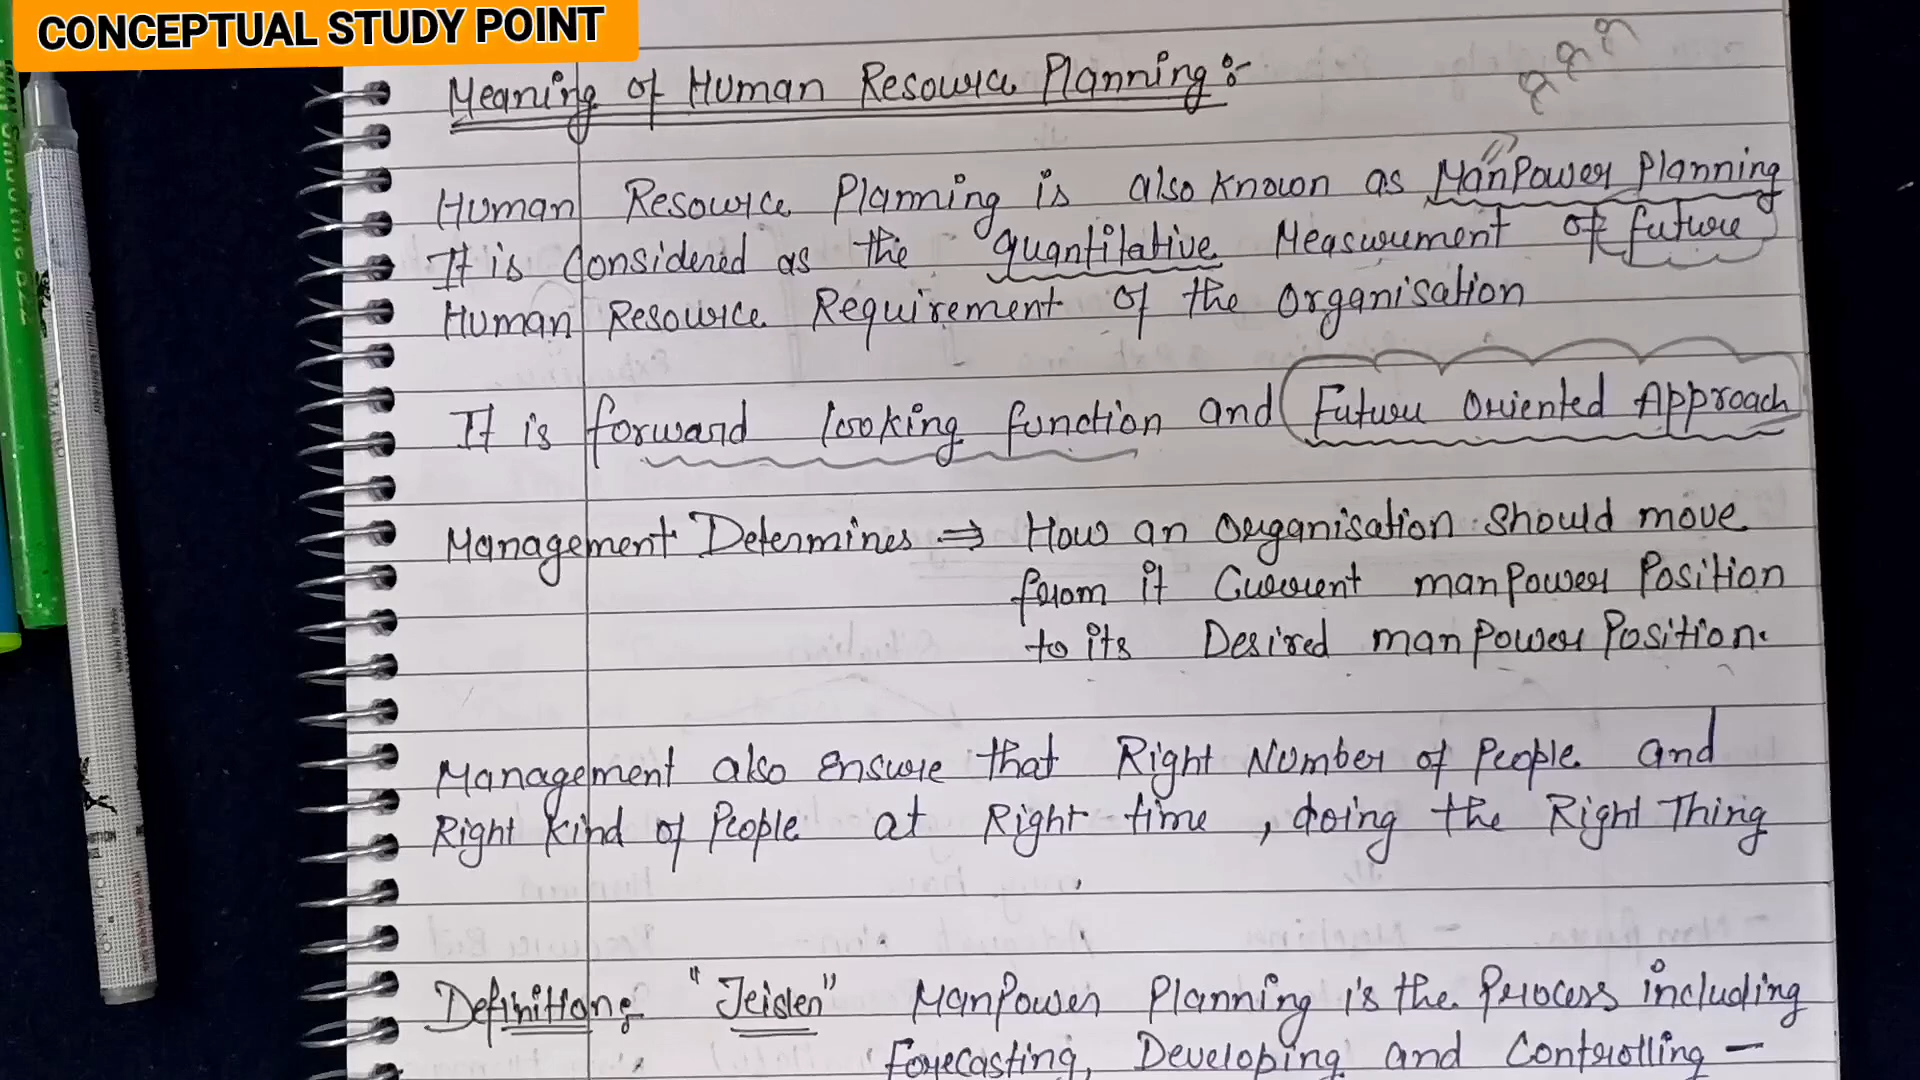 CONCEPTUAL STUDY POINT
Meaning of Human Resource Planning :-
Human Resource Planning is also known as ManPower Planning
It is Considered as the quantitative Measurement of future
Human Resource Requirement of the Organisation
It is forward looking function and Future Oriented Approach
Management Determines ⇒ How an Organisation should move
from it Current manpower Position
to its Desired manpower Position.
Management also ensure that Right Number of People and
Right kind of People at Right time , doing the Right Thing
Definition: "Jeislen" ManPower Planning is the Process including
Forecasting, Developing and Controlling –